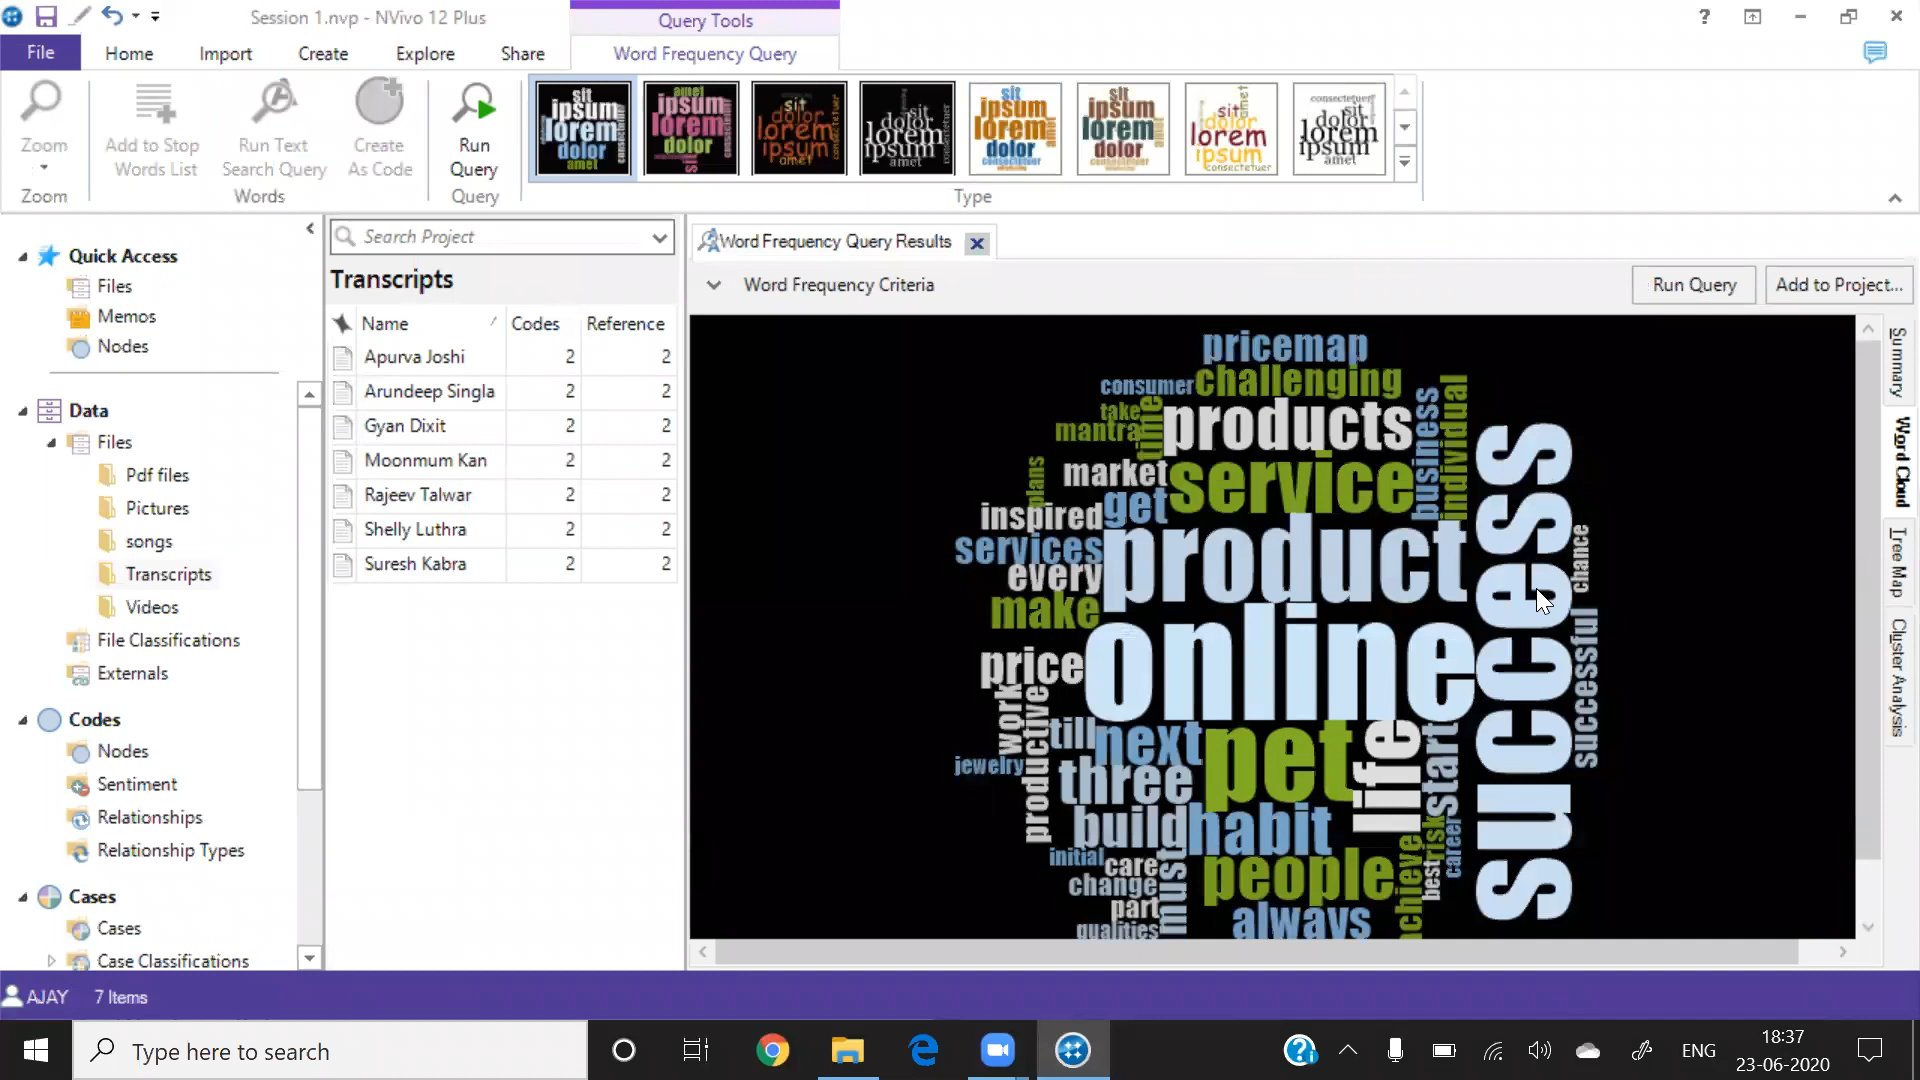 Session 1.nvp - NVivo 12 Plus
Query Tools
File
Home
Import
Create
Explore
Share
Word Frequency Query
Zoom
Zoom
Add to Stop
Words List
Run Text
Search Query
Words
Create
As Code
Run
Query
Query
Type
Quick Access
Files
Memos
Nodes
Data
Files
Pdf files
Pictures
songs
Transcripts
Videos
File Classifications
Externals
Codes
Nodes
Sentiment
Relationships
Relationship Types
Cases
Cases
Case Classifications
Search Project
Transcripts
Name Codes Reference
Apurva Joshi 2 2
Arundeep Singla 2 2
Gyan Dixit 2 2
Moonmum Kan 2 2
Rajeev Talwar 2 2
Shelly Luthra 2 2
Suresh Kabra 2 2
Word Frequency Query Results
Word Frequency Criteria
Run Query
Add to Project...
pricemap
consumer
challenging
take
mantra
time
products
business
individual
market
service
plans
get
inspired
services
product
every
make
success
chance
online
price
successful
work
productive
till
next
pet
life
start
jewelry
three
build
habit
initial
care
change
must
people
achieve
risk
career
best
part
qualities
always
Summary
Word Cloud
Tree Map
Cluster Analysis
AJAY 7 Items
Type here to search
ENG
18:37
23-06-2020